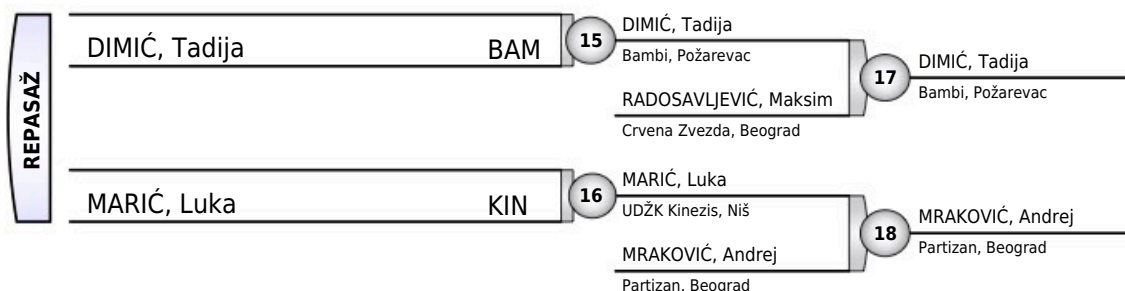 REPASAŽ
DIMIĆ, Tadija BAM
15
DIMIĆ, Tadija
Bambi, Požarevac
RADOSAVLJEVIĆ, Maksim
Crvena Zvezda, Beograd
17
DIMIĆ, Tadija
Bambi, Požarevac
MARIĆ, Luka KIN
16
MARIĆ, Luka
UDŽK Kinezis, Niš
MRAKOVIĆ, Andrej
Partizan, Beograd
18
MRAKOVIĆ, Andrej
Partizan, Beograd